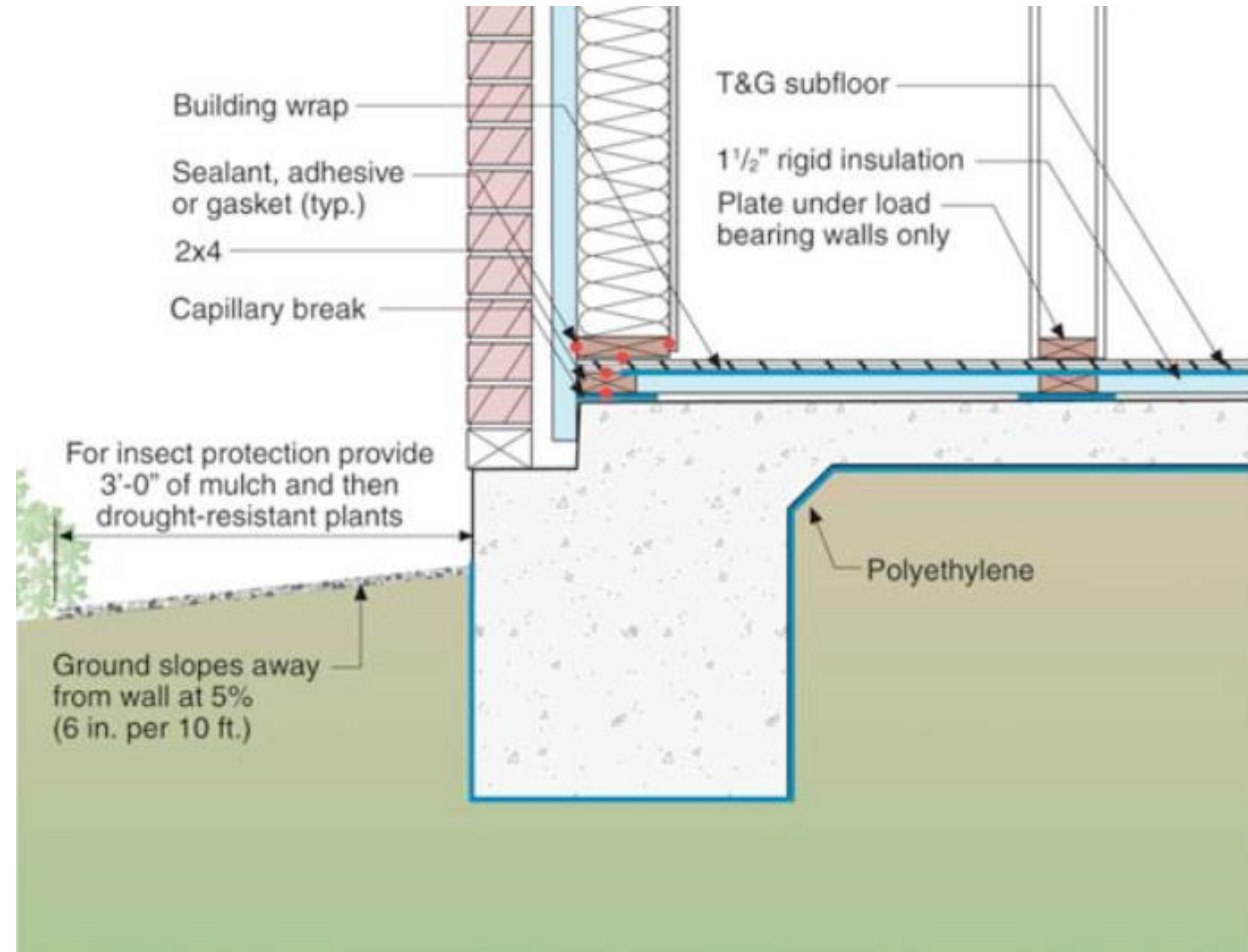 Building wrap
Sealant, adhesive
or gasket (typ.)
2x4
Capillary break
T&G subfloor
1 1/2" rigid insulation
Plate under load
bearing walls only
For insect protection provide
3'-0" of mulch and then
drought-resistant plants
Polyethylene
Ground slopes away
from wall at 5%
(6 in. per 10 ft.)